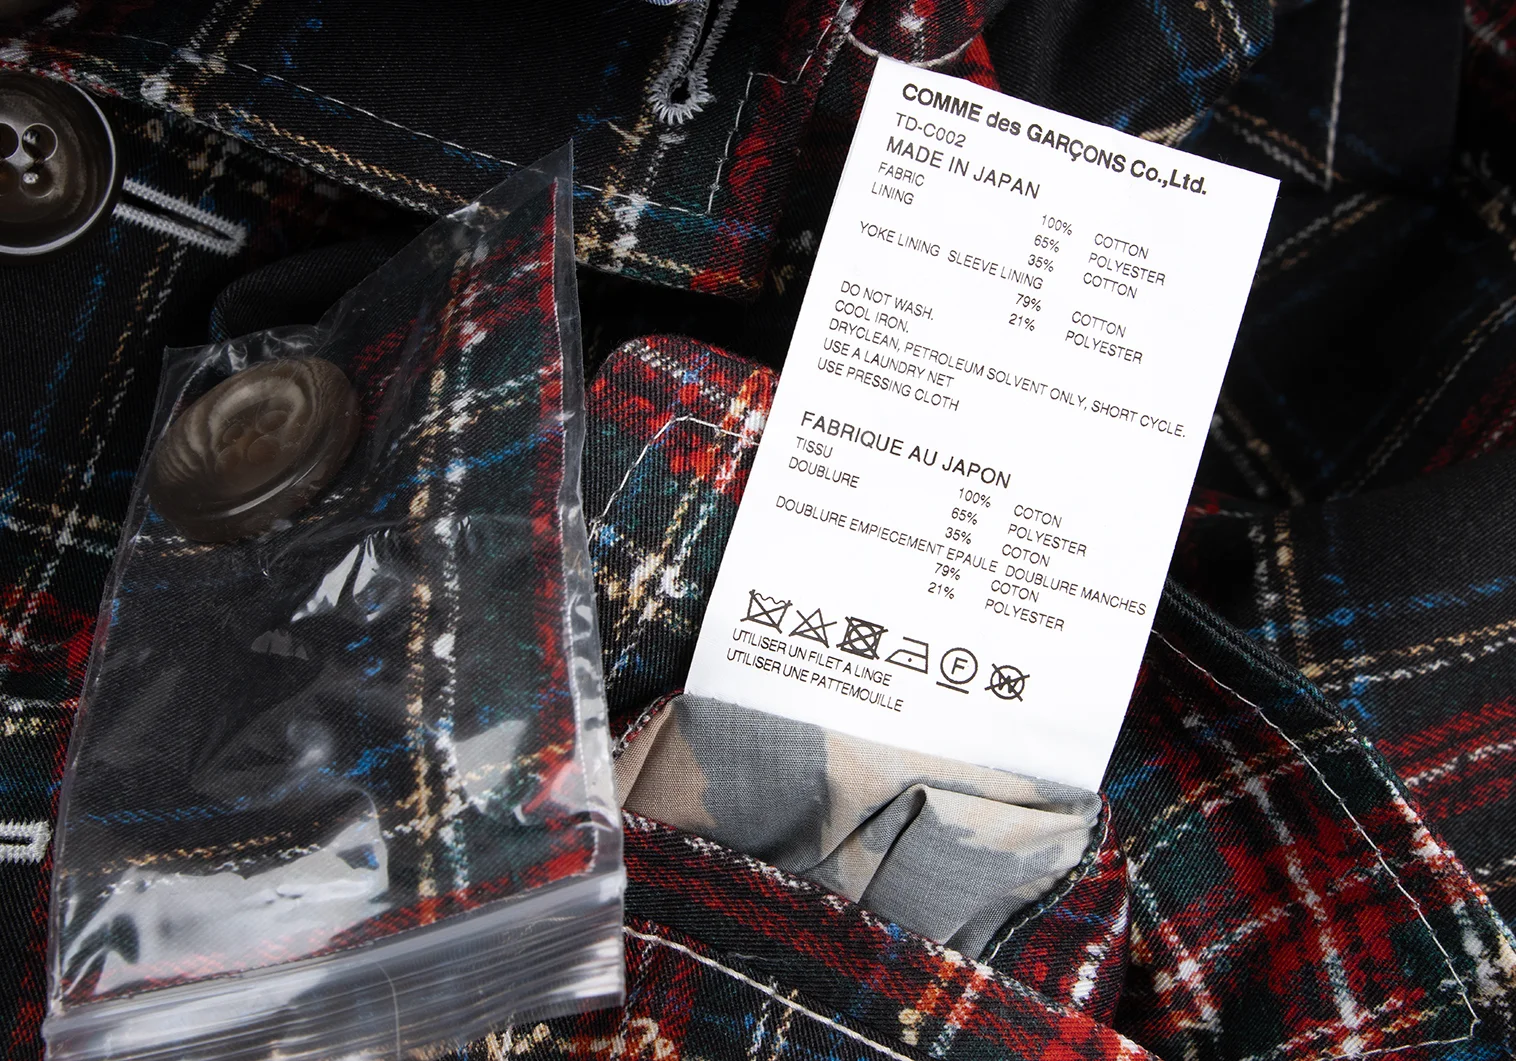 COMME des GARÇONS Co.,Ltd.
TD-C002
MADE IN JAPAN
FABRIC 100% COTTON
LINING 65% POLYESTER
35% COTTON
YOKE LINING SLEEVE LINING
79% COTTON
21% POLYESTER
DO NOT WASH.
COOL IRON.
DRYCLEAN, PETROLEUM SOLVENT ONLY, SHORT CYCLE.
USE A LAUNDRY NET
USE PRESSING CLOTH
FABRIQUE AU JAPON
TISSU 100% COTON
DOUBLURE 65% POLYESTER
35% COTON
DOUBLURE EMPIECEMENT EPAULE DOUBLURE MANCHES
79% COTON
21% POLYESTER
F W
UTILISER UN FILET A LINGE
UTILISER UNE PATTEMOUILLE